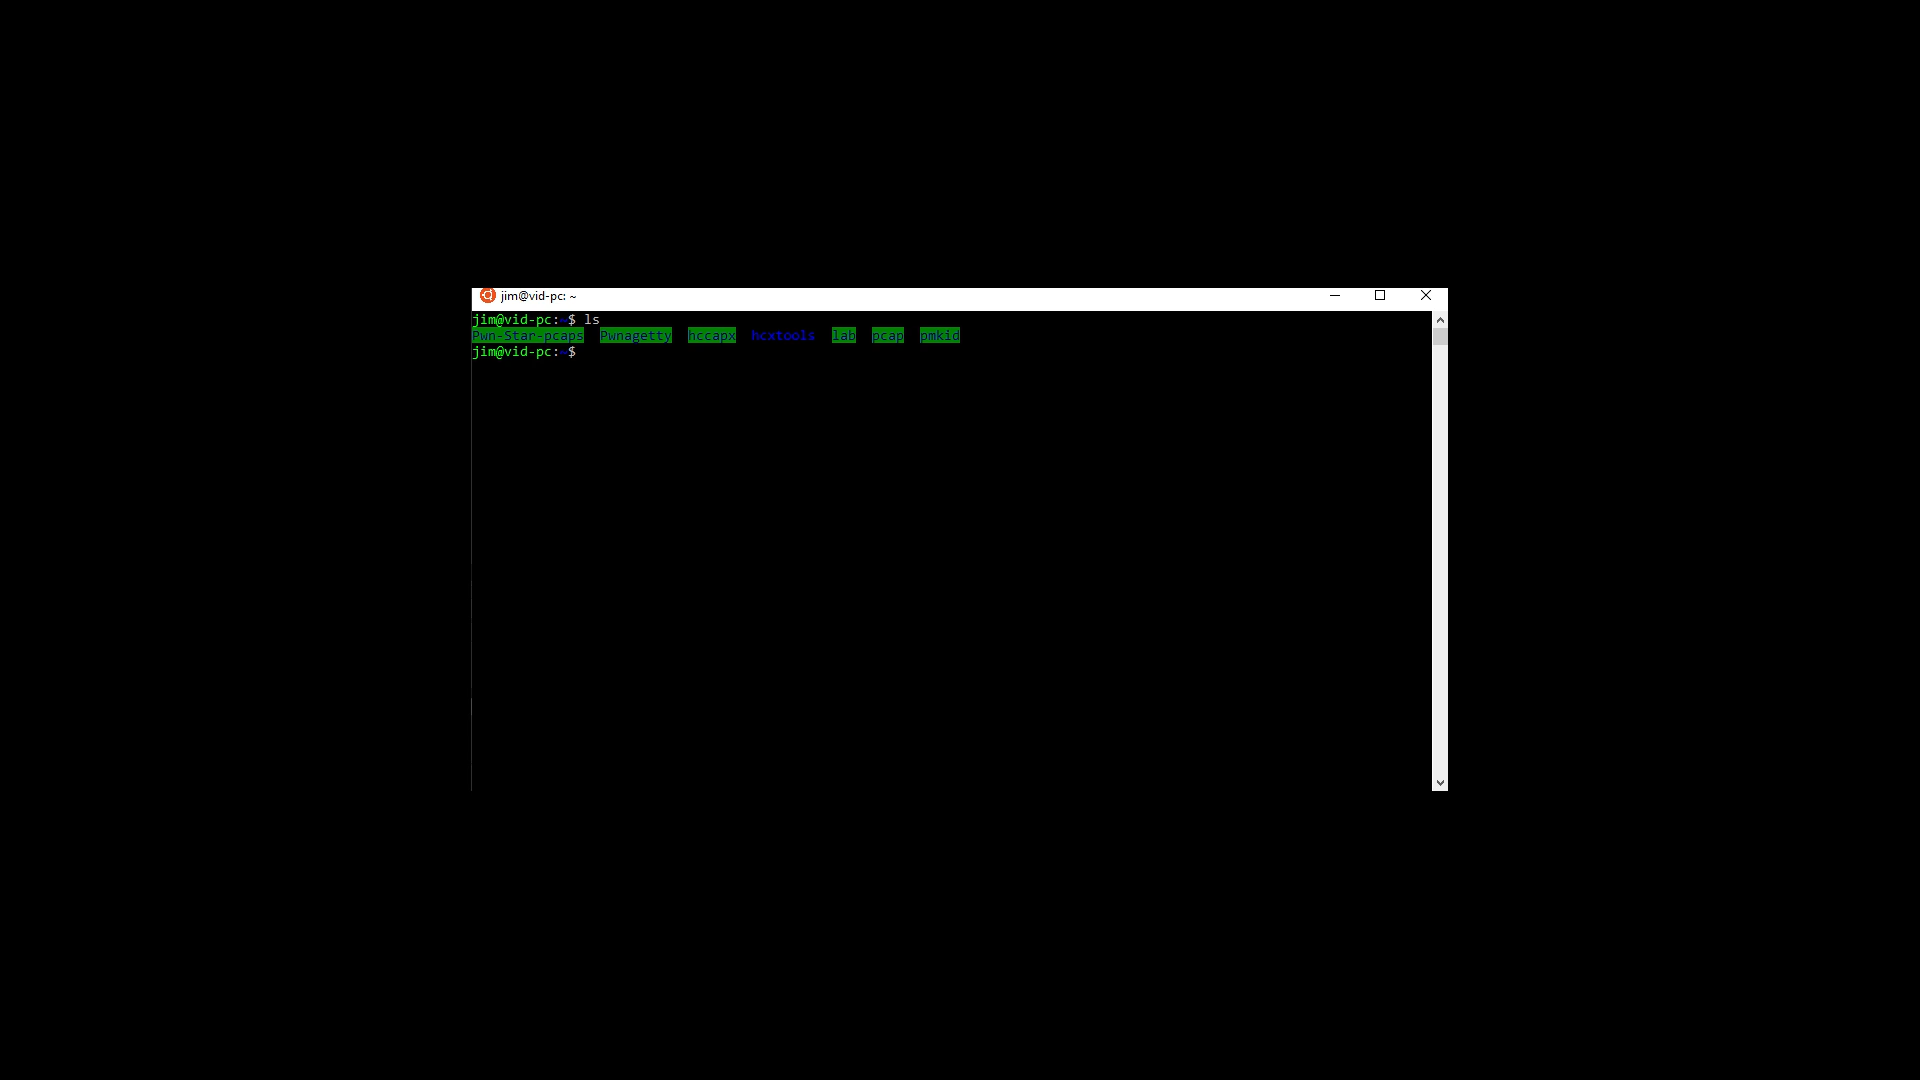 jim@vid-pc: ~
jim@vid-pc:~$ ls
Pwn-Star-pcaps  Pwnagetty  hccapx  hcxtools  lab  pcap  pmkid
jim@vid-pc:~$